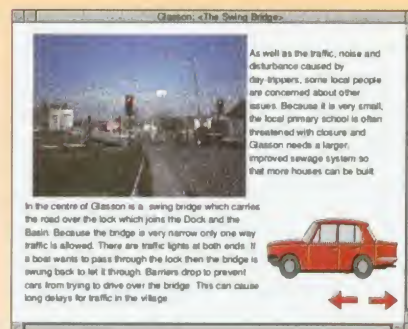 Glasson: <The Swing Bridge>
As well as the traffic, noise and
disturbance caused by
day-trippers, some local people
are concerned about other
issues. Because it is very small,
the local primary school is often
threatened with closure and
Glasson needs a larger,
improved sewage system so
that more houses can be built.
In the centre of Glasson is a swing bridge which carries
the road over the lock which joins the Dock and the
Basin. Because the bridge is very narrow only one way
traffic is allowed. There are traffic lights at both ends. If
a boat wants to pass through the lock then the bridge is
swung back to let it through. Barriers drop to prevent
cars from trying to drive over the bridge. This can cause
long delays for traffic in the village.